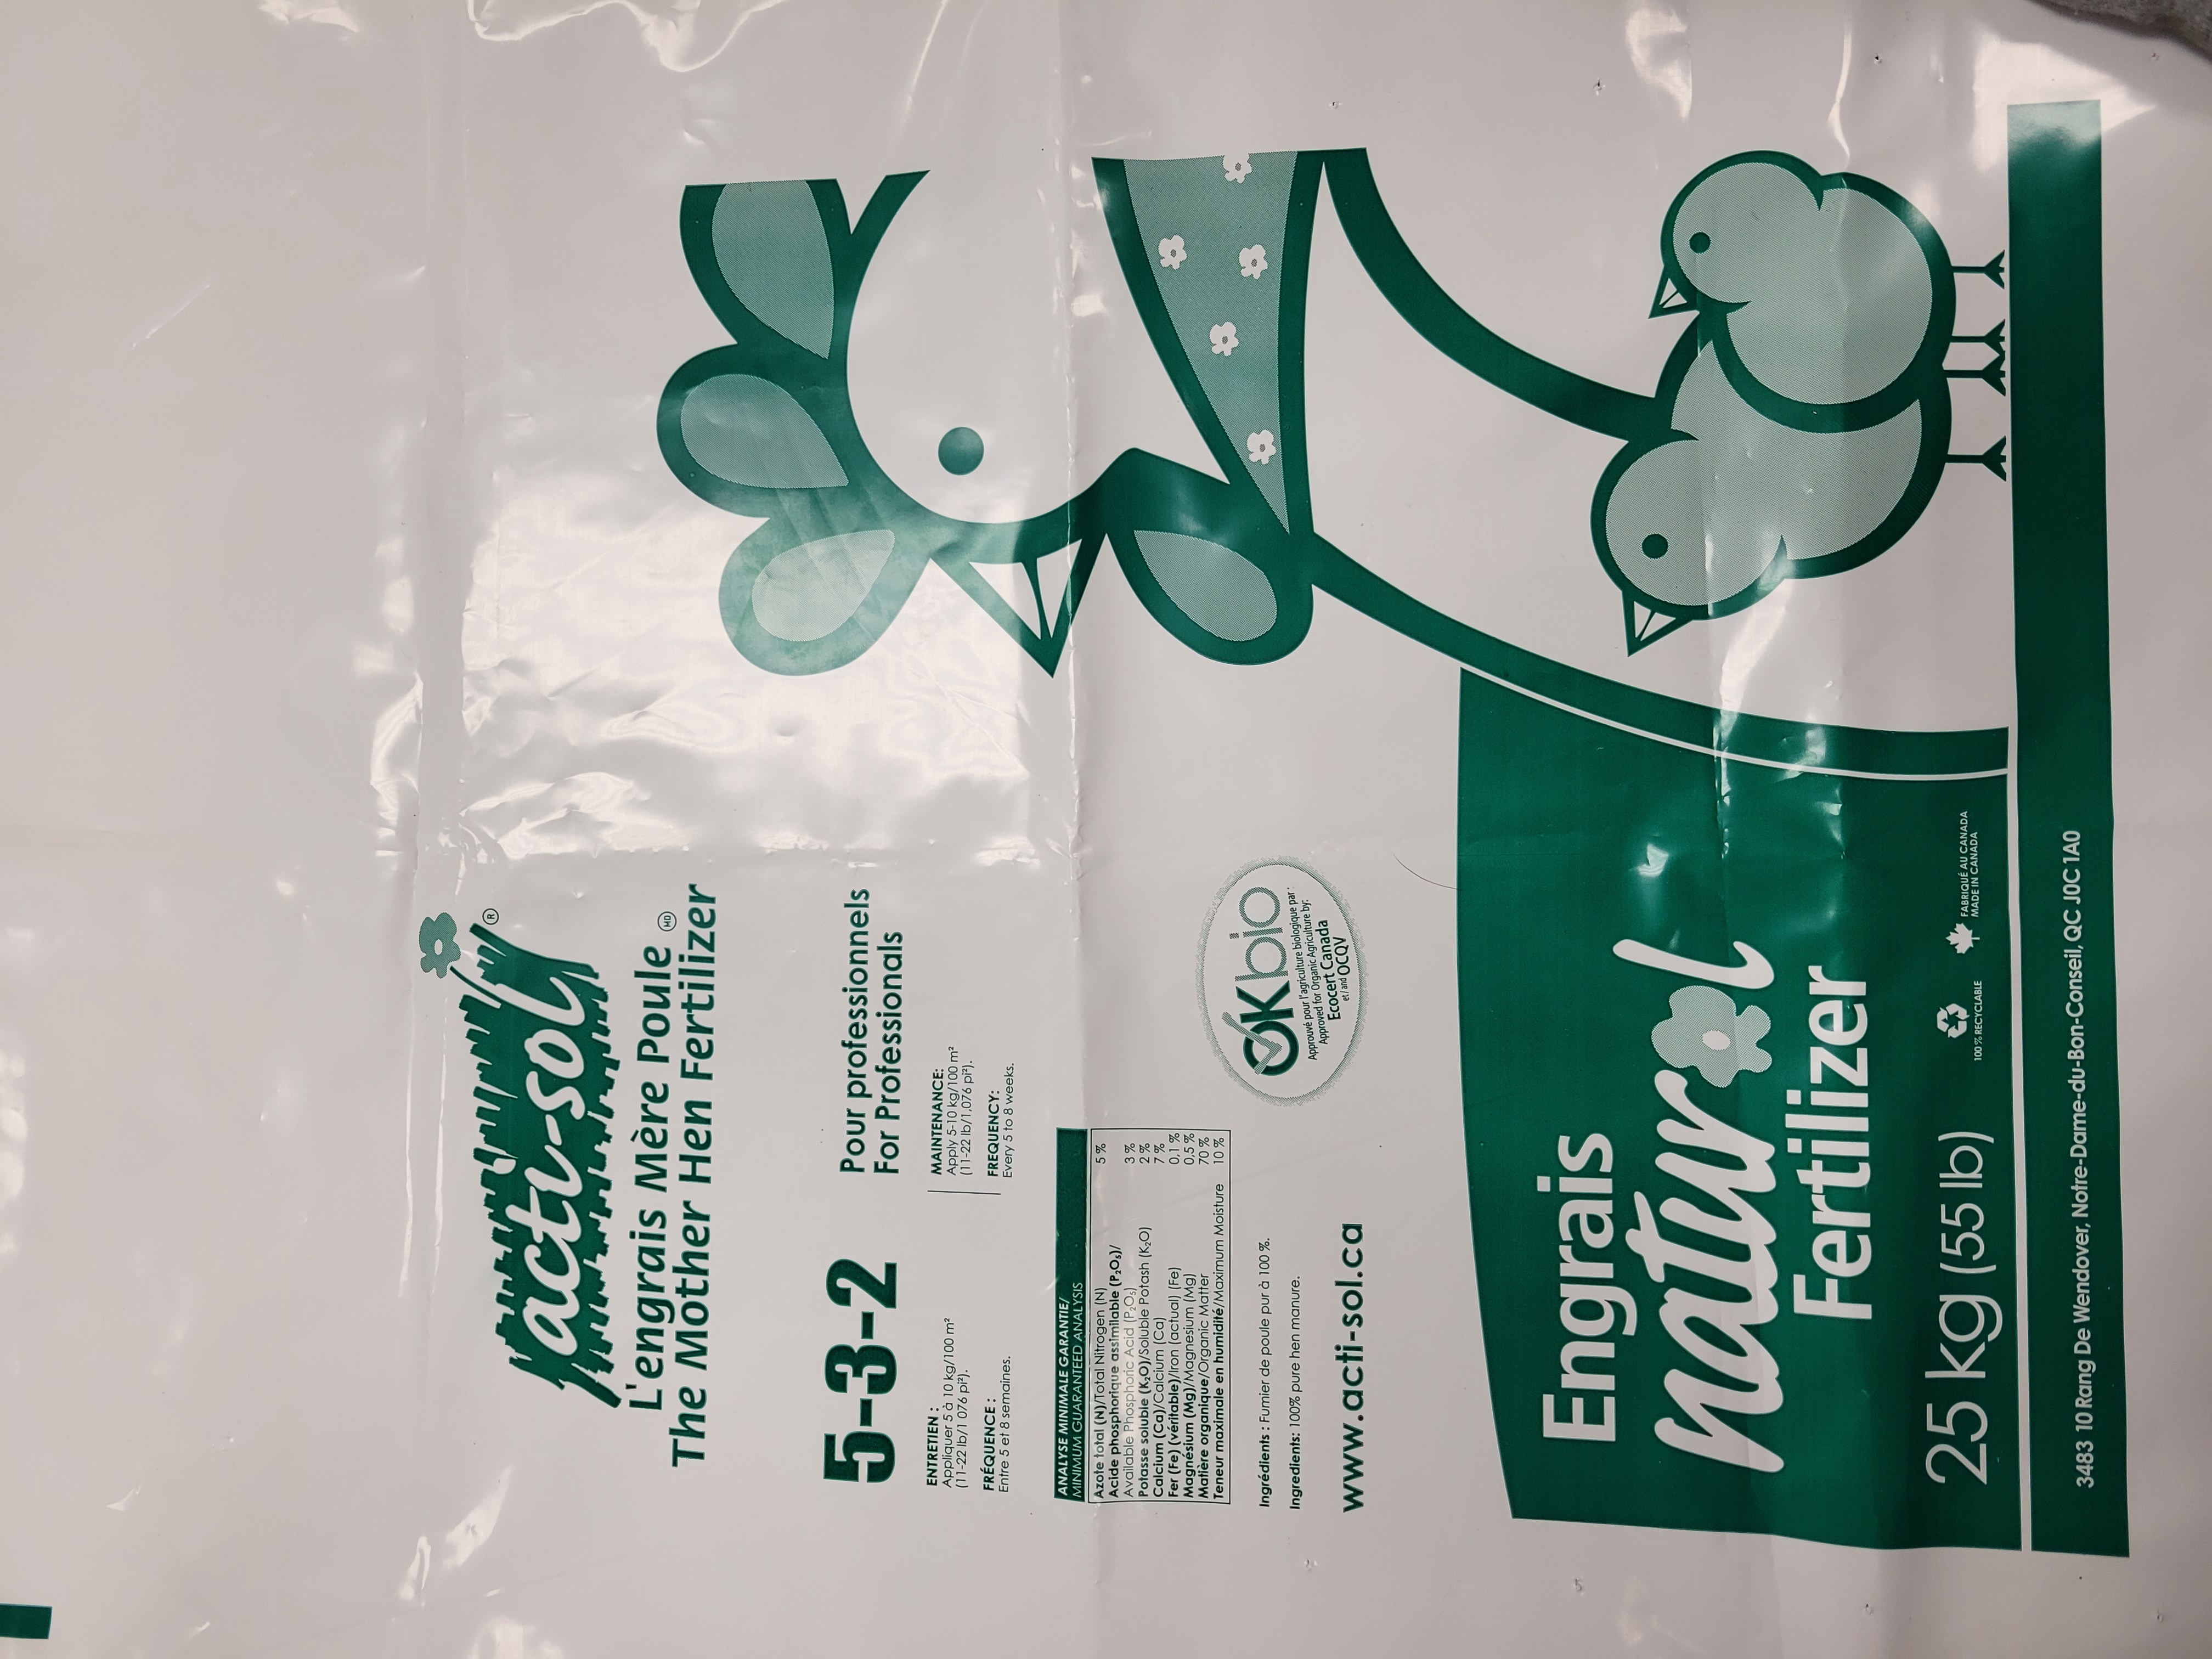 acti-sol ®
L'engrais Mère Poule MD
The Mother Hen Fertilizer
5-3-2
Pour professionnels
For Professionals
ENTRETIEN :
Appliquer 5 à 10 kg/100 m²
(11-22 lb/1 076 pi²).
FRÉQUENCE :
Entre 5 et 8 semaines.
MAINTENANCE:
Apply 5-10 kg/100 m²
(11-22 lb/1,076 pi²).
FREQUENCY:
Every 5 to 8 weeks.
ANALYSE MINIMALE GARANTIE/
MINIMUM GUARANTEED ANALYSIS
Azote total (N)/Total Nitrogen (N) 5 %
Acide phosphorique assimilable (P₂O₅)/
Available Phosphoric Acid (P₂O₅) 3 %
Potasse soluble (K₂O)/Soluble Potash (K₂O) 2 %
Calcium (Ca)/Calcium (Ca) 7 %
Fer (Fe) (véritable)/Iron (actual) (Fe) 0,1 %
Magnésium (Mg)/Magnesium (Mg) 0,5 %
Matière organique/Organic Matter 70 %
Teneur maximale en humidité/Maximum Moisture 10 %
Ingrédients : Fumier de poule pur à 100 %.
Ingredients: 100% pure hen manure.
www.acti-sol.ca
OKbio
Approuvé pour l'agriculture biologique par :
Approved for Organic Agriculture by:
Ecocert Canada
et / and OCQV
Engrais
naturel
Fertilizer
25 kg (55 lb)
100 % RECYCLABLE
FABRIQUÉ AU CANADA
MADE IN CANADA
3483 10 Rang De Wendover, Notre-Dame-du-Bon-Conseil, QC J0C 1A0